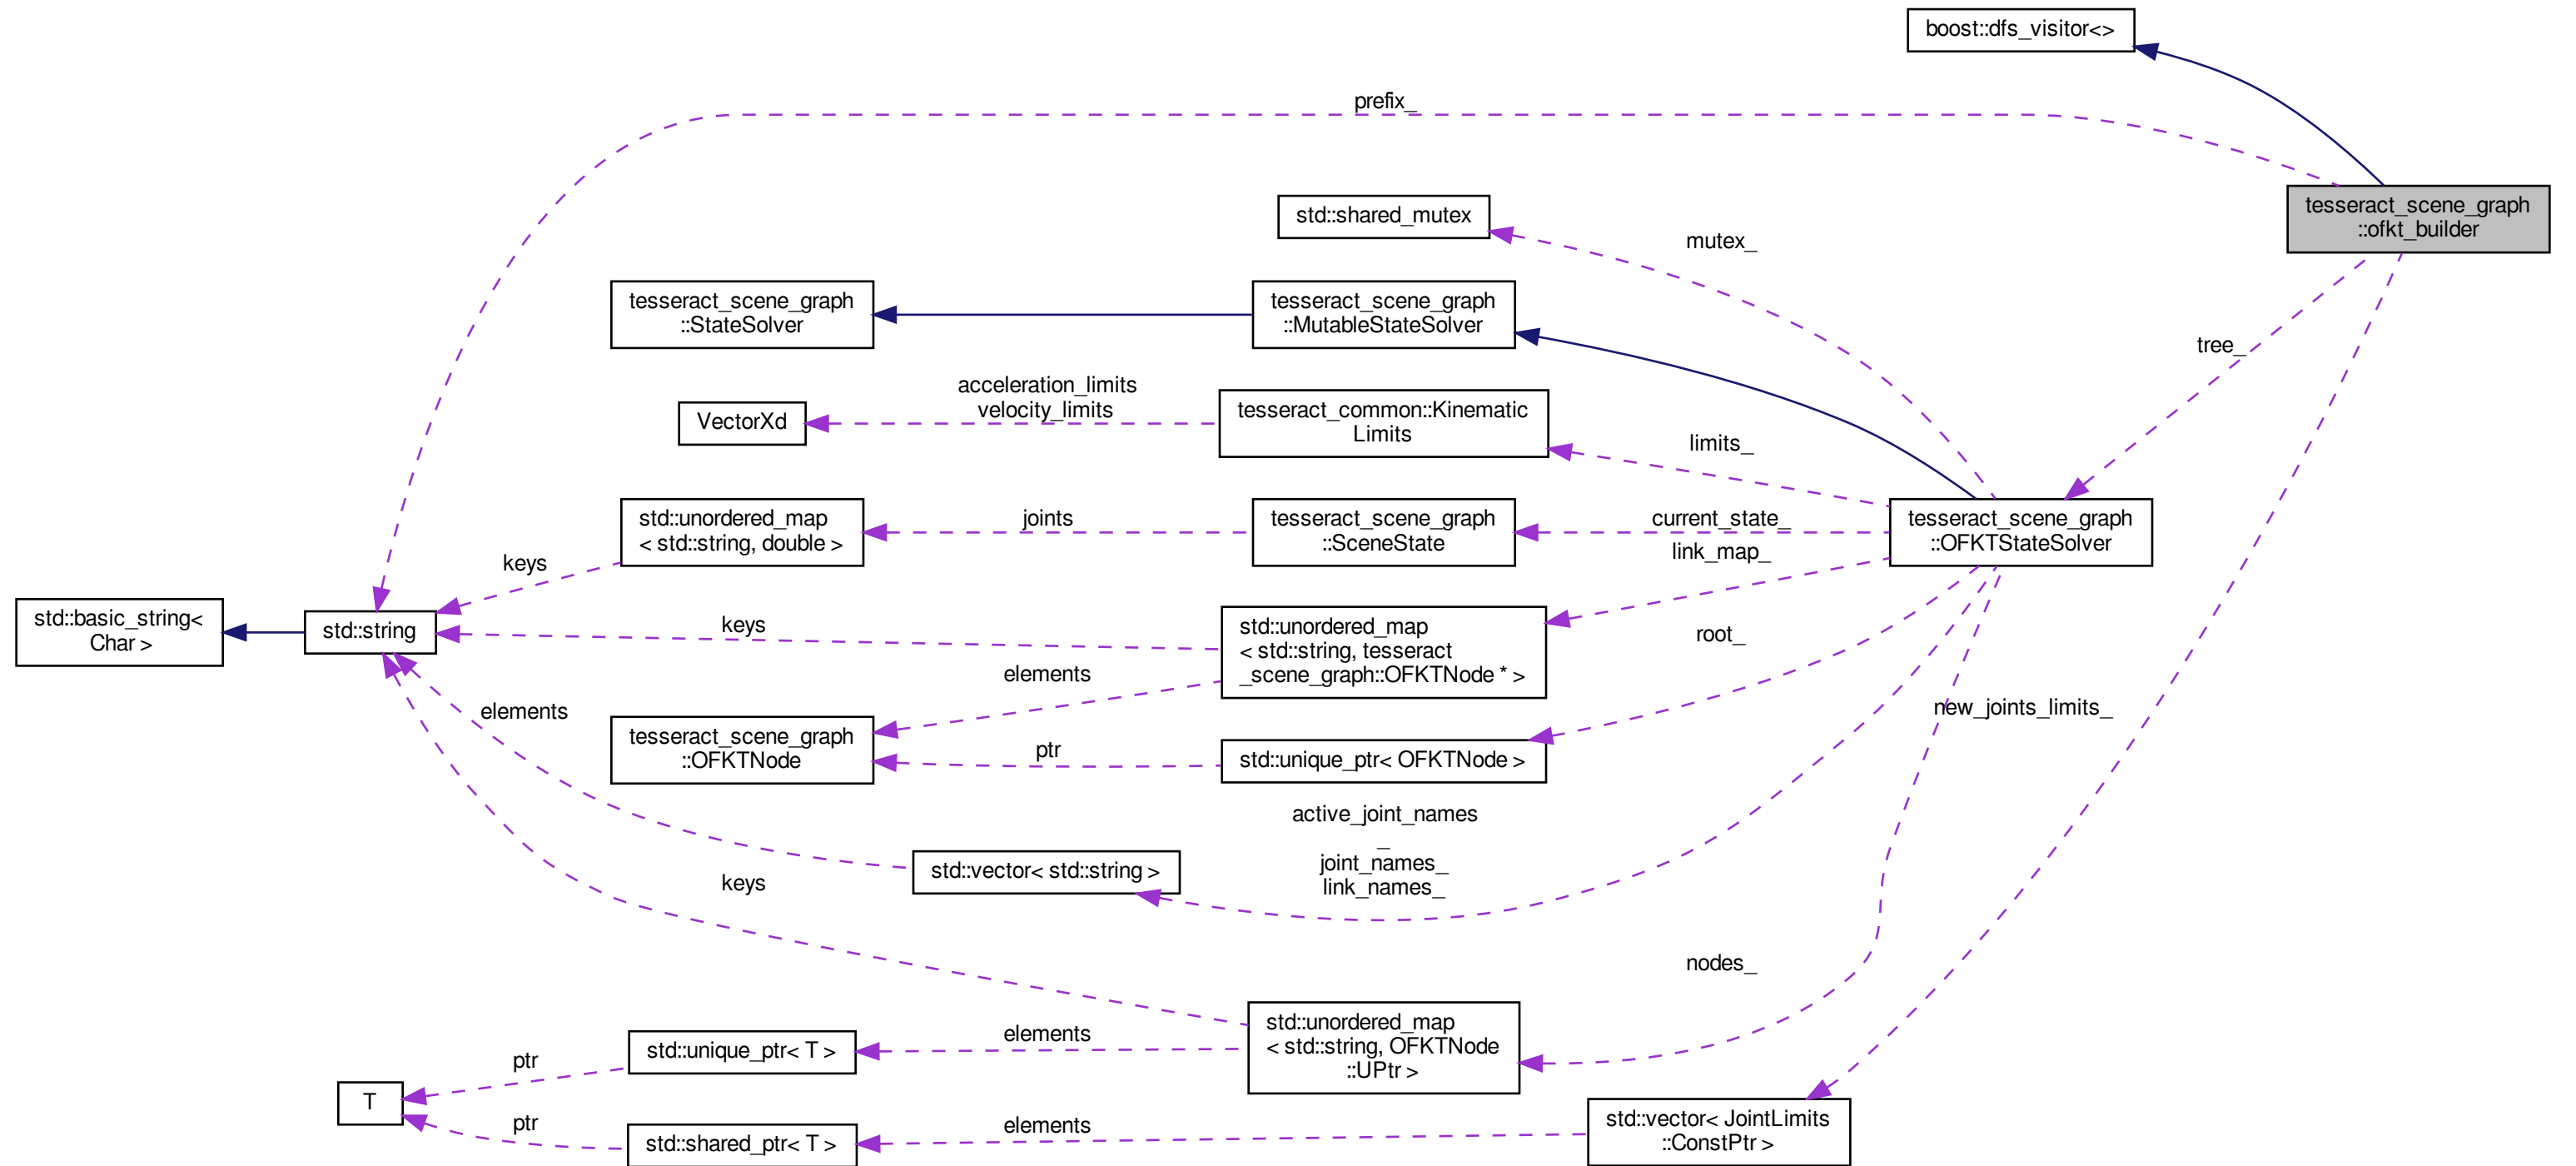 boost::dfs_visitor<>
prefix_
tesseract_scene_graph
::ofkt_builder
std::shared_mutex
mutex_
tesseract_scene_graph
::StateSolver
tesseract_scene_graph
::MutableStateSolver
tree_
acceleration_limits
velocity_limits
VectorXd
tesseract_common::Kinematic
Limits
limits_
std::unordered_map
< std::string, double >
joints
tesseract_scene_graph
::SceneState
current_state_
tesseract_scene_graph
::OFKTStateSolver
link_map_
keys
std::basic_string<
Char >
std::string
keys
std::unordered_map
< std::string, tesseract
_scene_graph::OFKTNode * >
root_
elements
elements
new_joints_limits_
tesseract_scene_graph
::OFKTNode
ptr
std::unique_ptr< OFKTNode >
active_joint_names
_
joint_names_
link_names_
std::vector< std::string >
keys
nodes_
std::unordered_map
< std::string, OFKTNode
::UPtr >
elements
std::unique_ptr< T >
ptr
T
ptr
std::shared_ptr< T >
elements
std::vector< JointLimits
::ConstPtr >